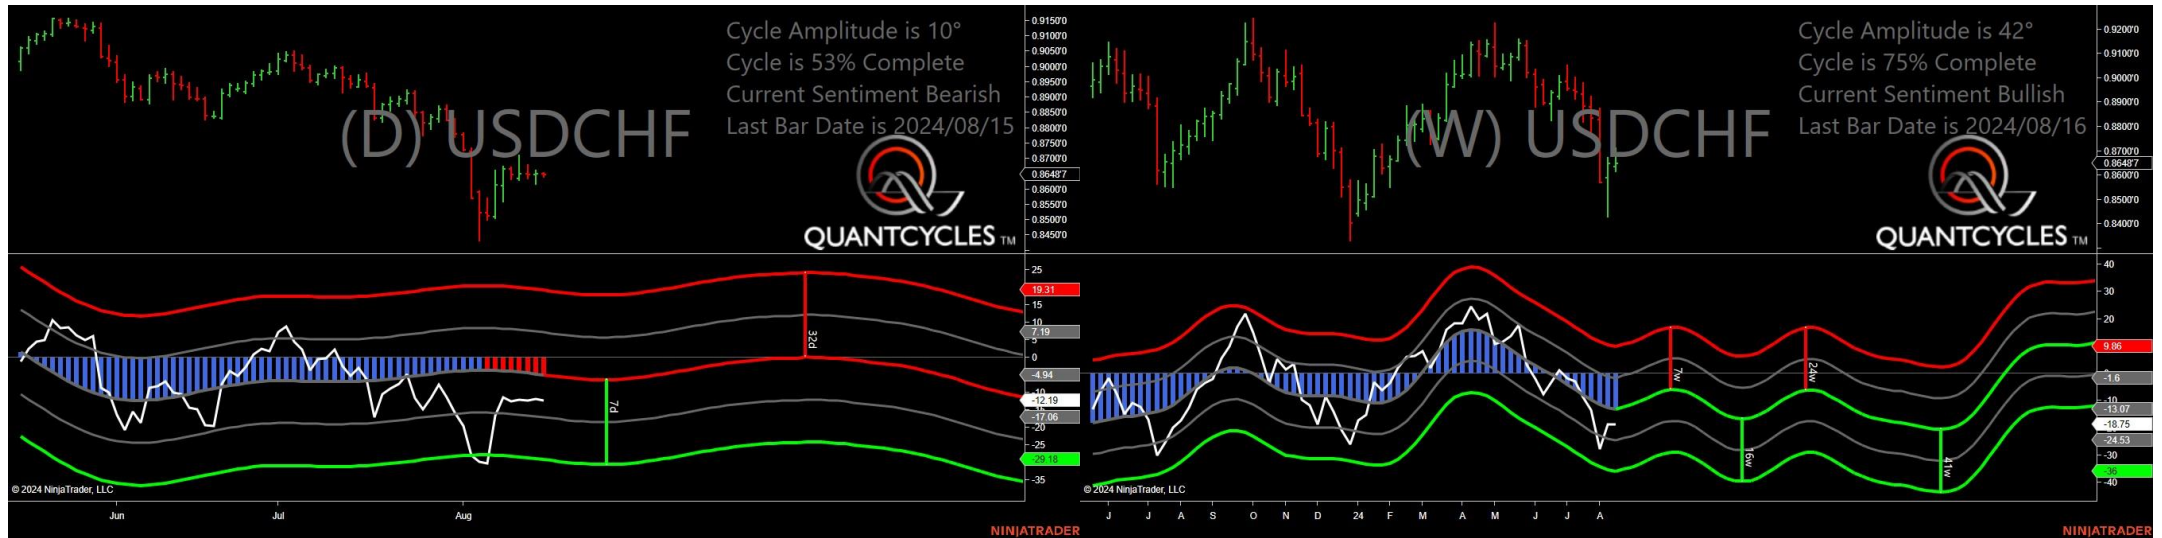 Cycle Amplitude is 10°
Cycle is 53% Complete
Current Sentiment Bearish
Last Bar Date is 2024/08/15
(D) USDCHF
QUANTCYCLES TM
0.9150'0
0.9100'0
0.9050'0
0.9000'0
0.8950'0
0.8900'0
0.8850'0
0.8800'0
0.8750'0
0.8700'0
0.8648'7
0.8600'0
0.8550'0
0.8500'0
0.8450'0
25
19.31
15
10
7.19
5
0
-4.94
-10
-12.19
-17.06
-20
-25
-29.18
-35
32d
7d
© 2024 NinjaTrader, LLC
Jun Jul Aug
NINJATRADER
Cycle Amplitude is 42°
Cycle is 75% Complete
Current Sentiment Bullish
Last Bar Date is 2024/08/16
(W) USDCHF
QUANTCYCLES TM
0.9200'0
0.9100'0
0.9000'0
0.8900'0
0.8800'0
0.8700'0
0.8648'7
0.8600'0
0.8500'0
0.8400'0
40
30
20
9.86
-1.6
-10
-13.07
-18.75
-24.53
-30
-36
-40
7w
24w
16w
41w
© 2024 NinjaTrader, LLC
J J A S O N D 24 F M A M J J A
NINJATRADER